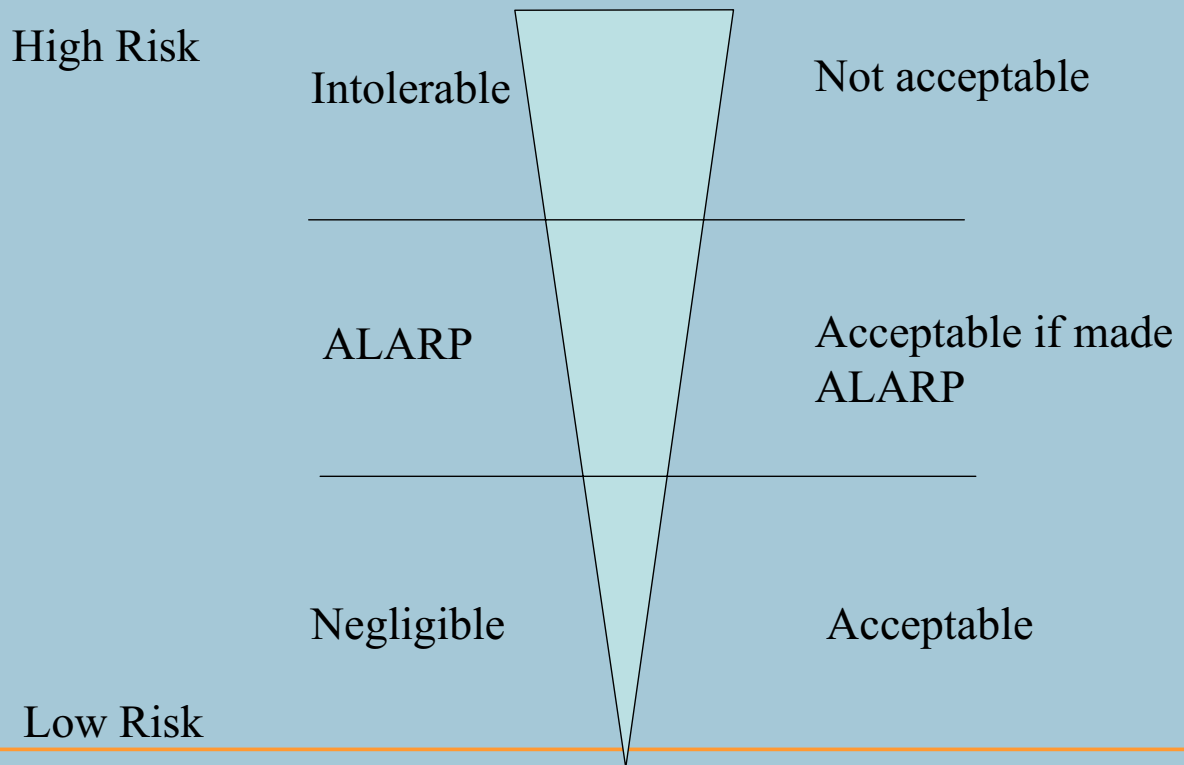 High Risk
Intolerable
Not acceptable
ALARP
Acceptable if made
ALARP
Negligible
Acceptable
Low Risk